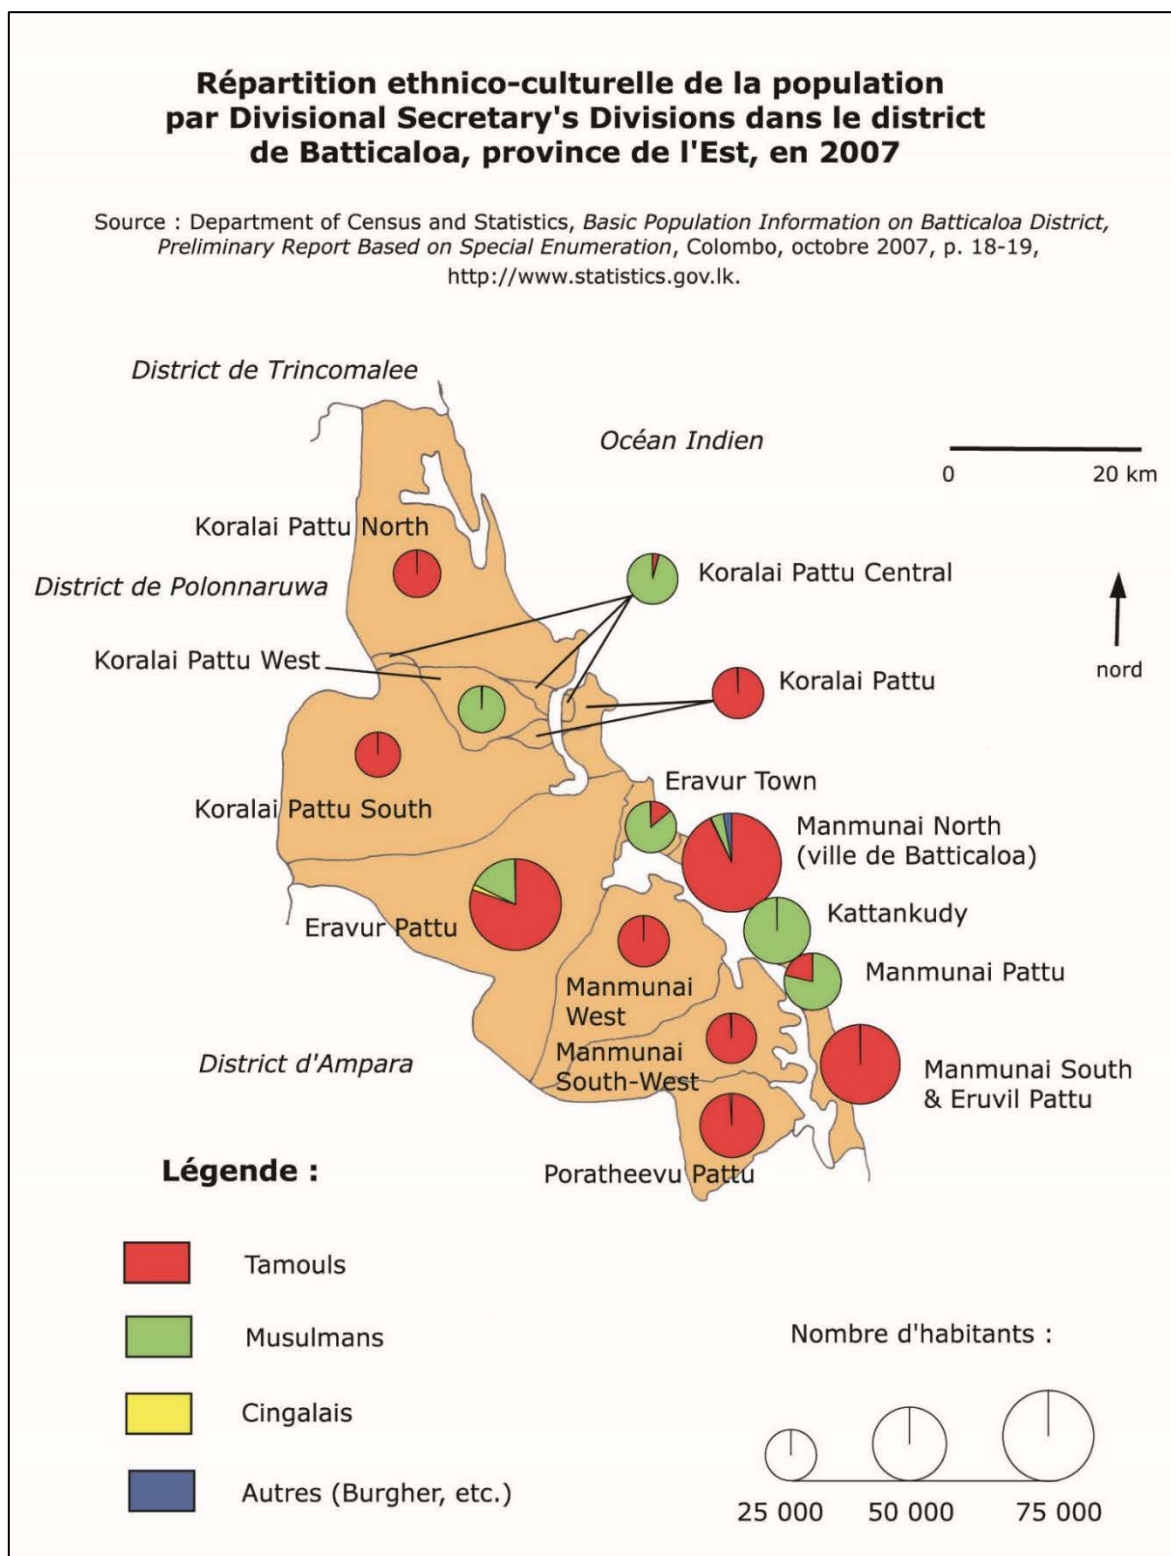 Répartition ethnico-culturelle de la population
par Divisional Secretary's Divisions dans le district
de Batticaloa, province de l'Est, en 2007
Source : Department of Census and Statistics, Basic Population Information on Batticaloa District,
Preliminary Report Based on Special Enumeration, Colombo, octobre 2007, p. 18-19,
http://www.statistics.gov.lk.
District de Trincomalee
Océan Indien
0 20 km
Koralai Pattu North
Koralai Pattu Central
District de Polonnaruwa
Koralai Pattu West
nord
Koralai Pattu
Eravur Town
Koralai Pattu South
Manmunai North
(ville de Batticaloa)
Kattankudy
Eravur Pattu
Manmunai Pattu
Manmunai
West
Manmunai
South-West
District d'Ampara
Manmunai South
& Eruvil Pattu
Poratheevu Pattu
Légende :
Tamouls
Musulmans
Cingalais
Autres (Burgher, etc.)
Nombre d'habitants :
25 000 50 000 75 000